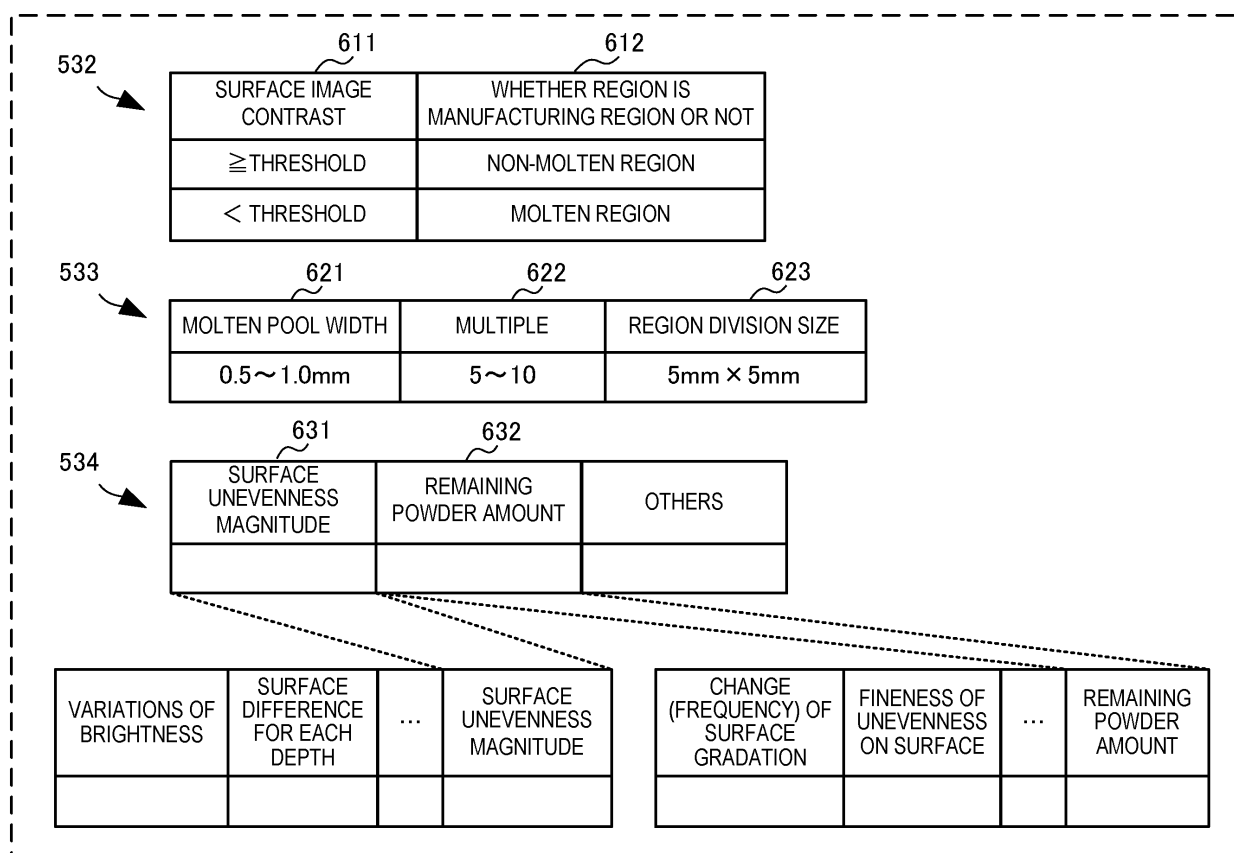 611
612
532
SURFACE IMAGE
CONTRAST
WHETHER REGION IS
MANUFACTURING REGION OR NOT
≧THRESHOLD
NON-MOLTEN REGION
< THRESHOLD
MOLTEN REGION
533
621
622
623
MOLTEN POOL WIDTH
MULTIPLE
REGION DIVISION SIZE
0.5～1.0mm
5～10
5mm × 5mm
534
631
632
SURFACE
UNEVENNESS
MAGNITUDE
REMAINING
POWDER AMOUNT
OTHERS
VARIATIONS OF
BRIGHTNESS
SURFACE
DIFFERENCE
FOR EACH
DEPTH
...
SURFACE
UNEVENNESS
MAGNITUDE
CHANGE
(FREQUENCY) OF
SURFACE
GRADATION
FINENESS OF
UNEVENNESS
ON SURFACE
...
REMAINING
POWDER
AMOUNT